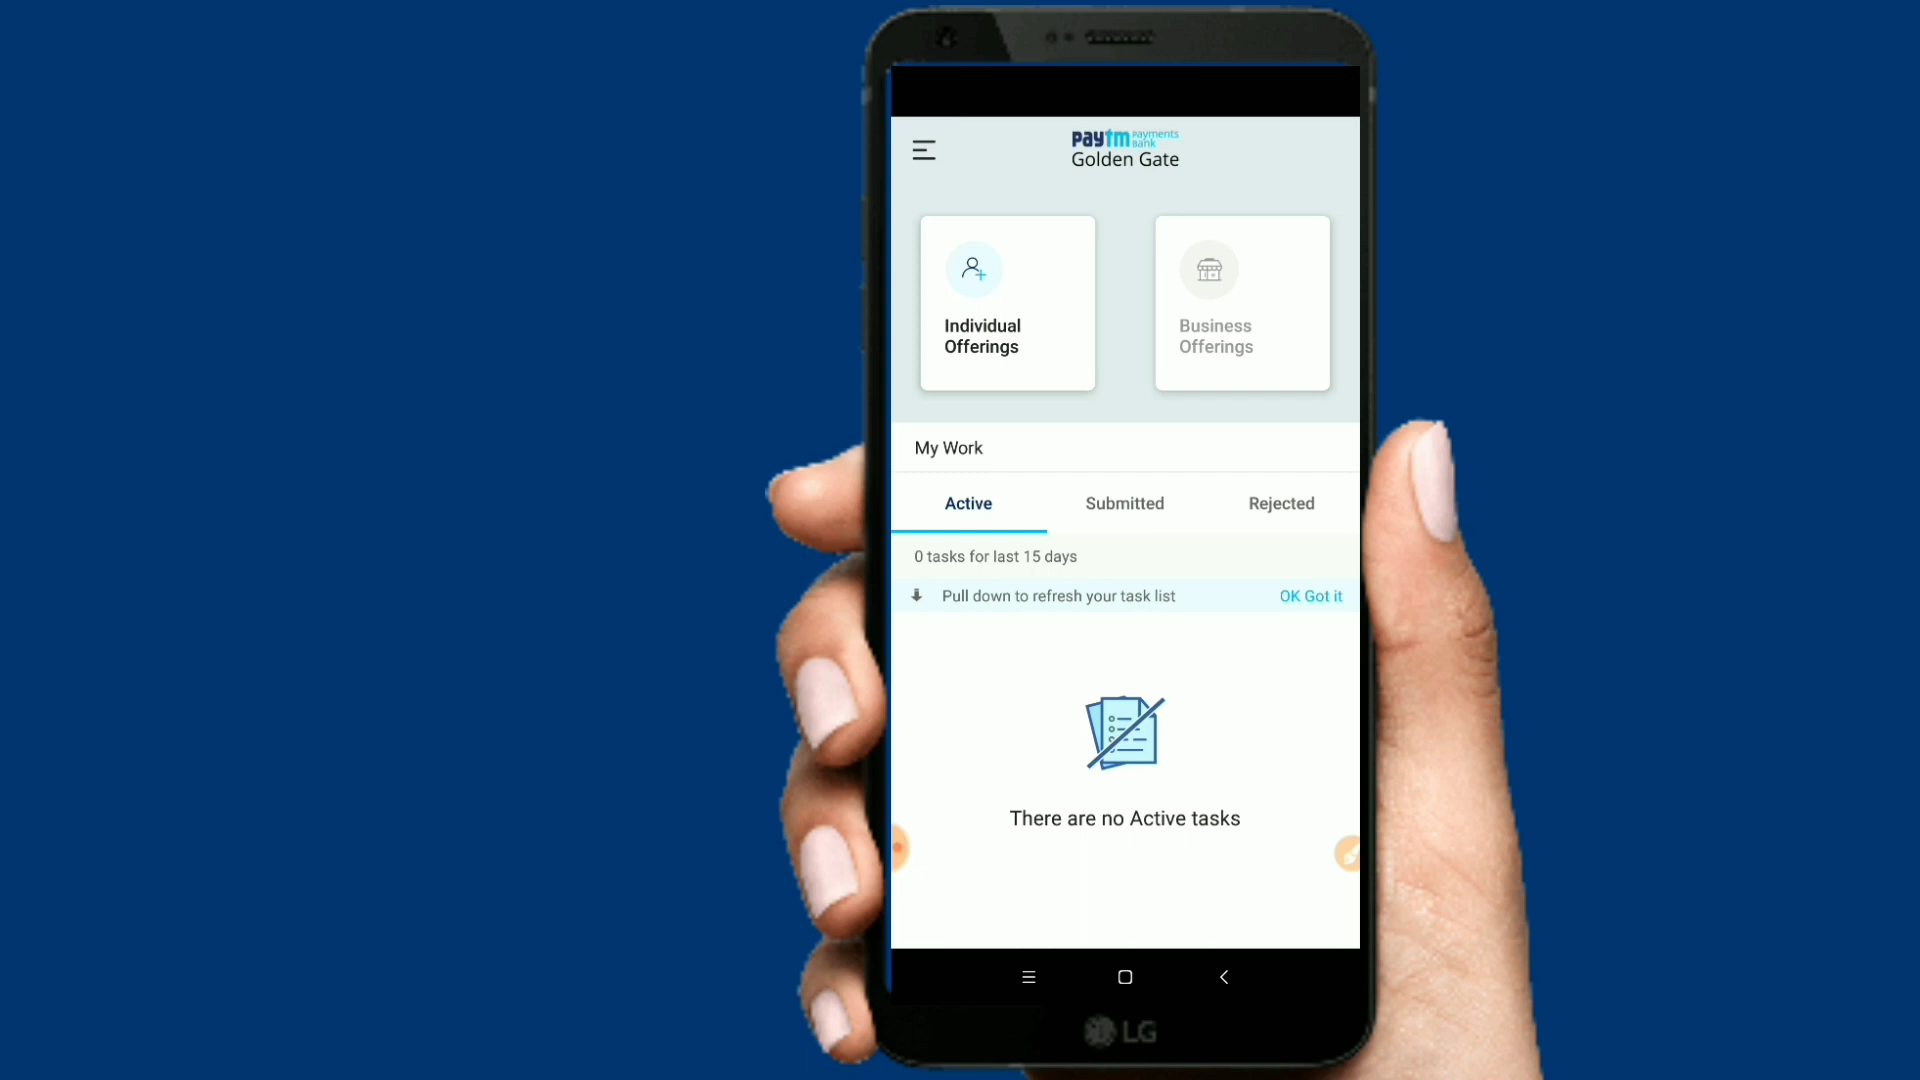 paytm payments bank
Golden Gate
Individual
Offerings
Business
Offerings
My Work
Active
Submitted
Rejected
0 tasks for last 15 days
Pull down to refresh your task list
OK Got it
There are no Active tasks
LG